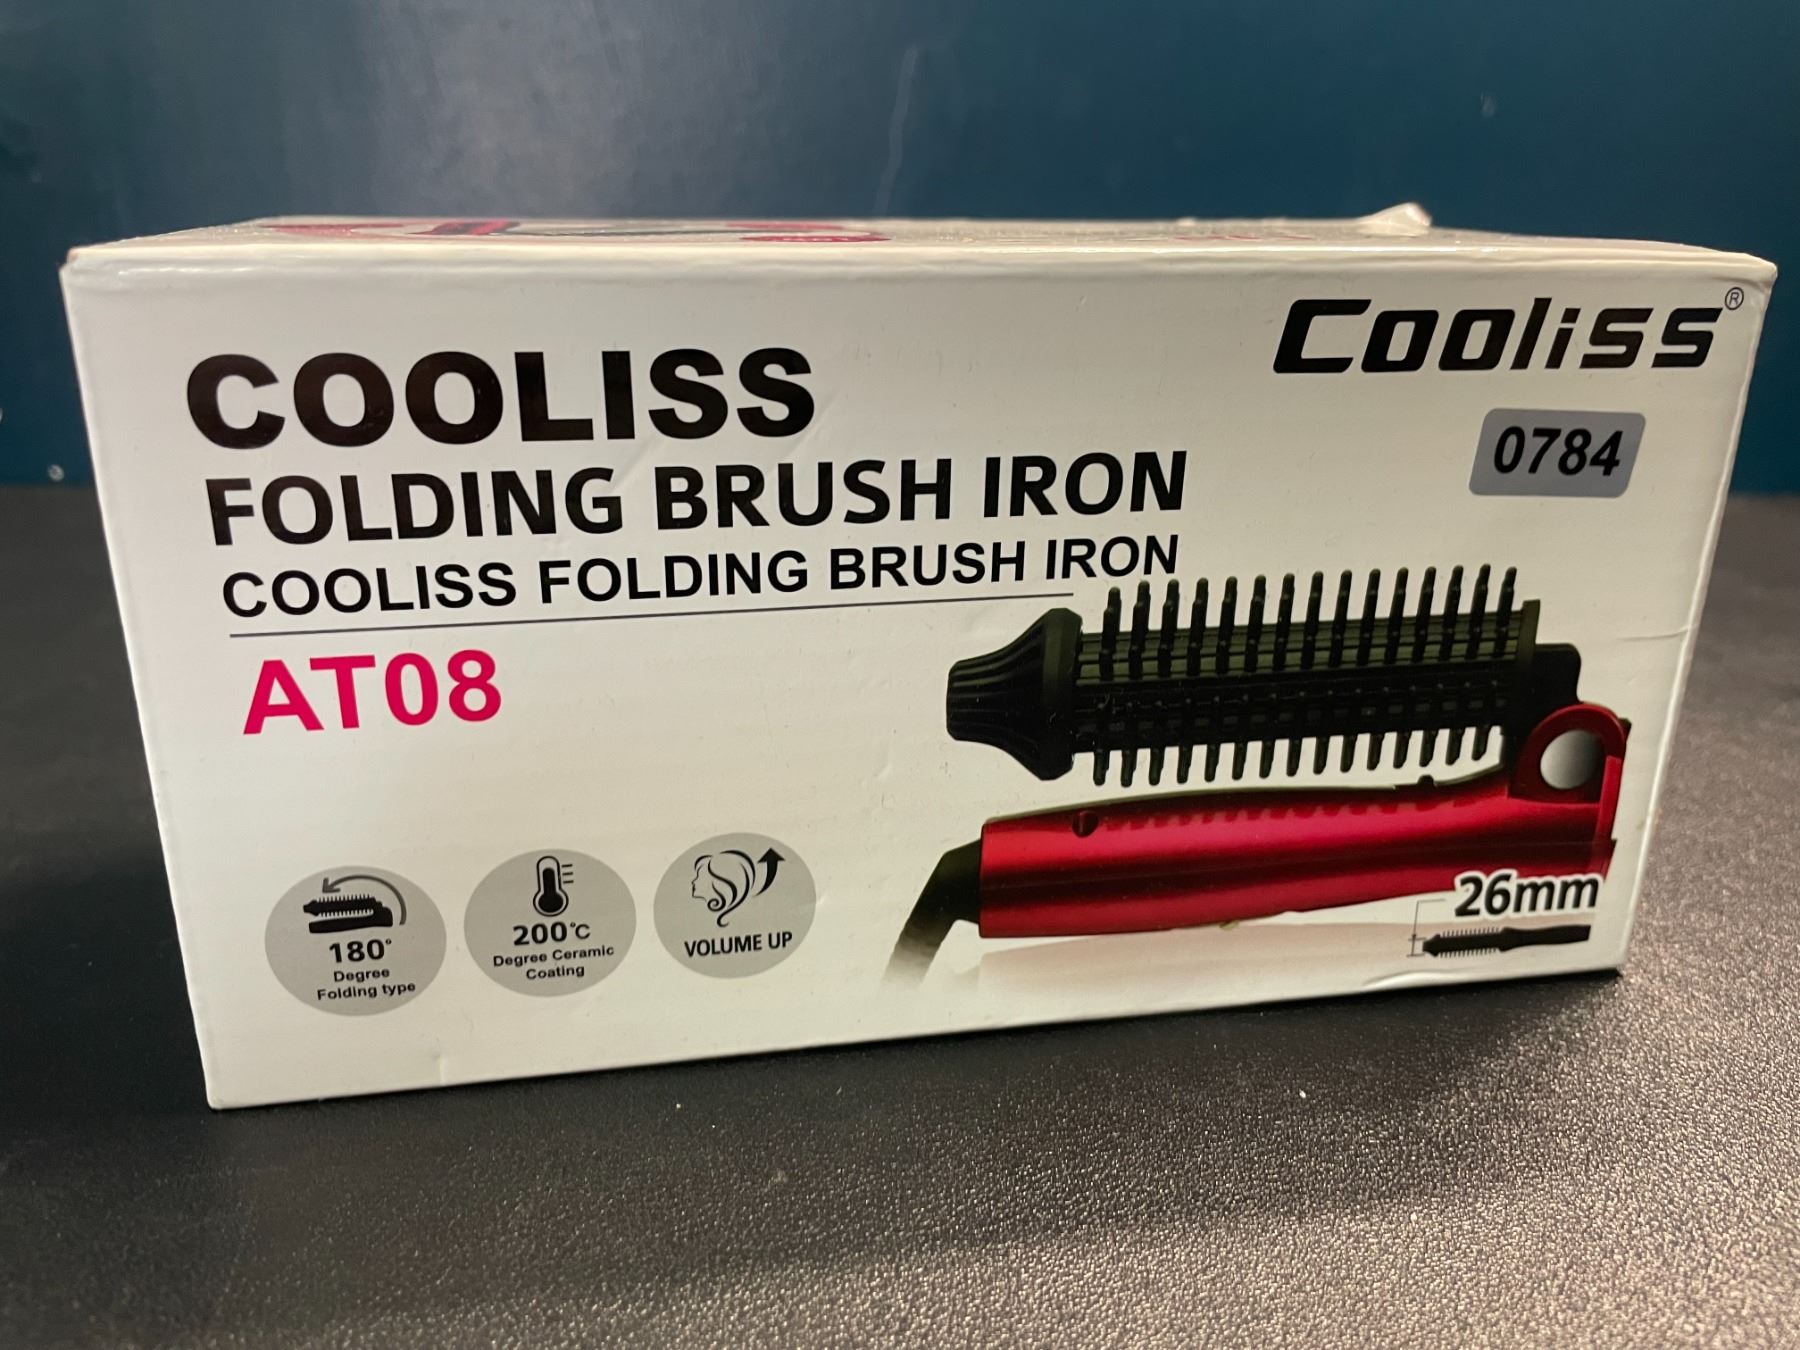 Cooliss®
COOLISS
0784
FOLDING BRUSH IRON
COOLISS FOLDING BRUSH IRON
AT08
180°
Degree
Folding type
200°C
Degree Ceramic
Coating
VOLUME UP
26mm